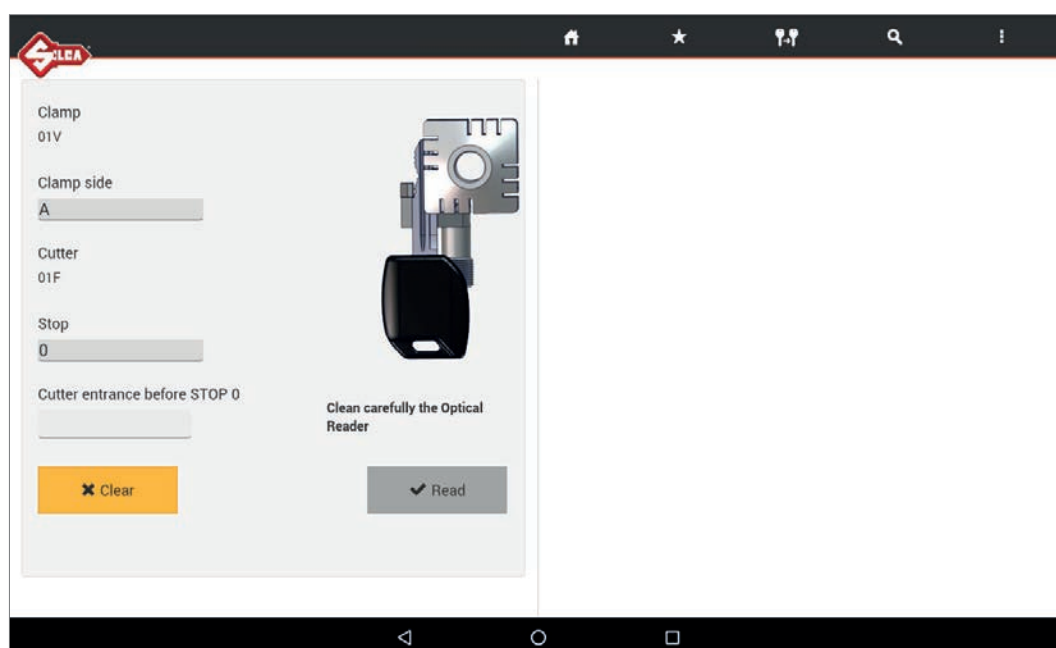 SILCA
Clamp
01V
Clamp side
A
Cutter
01F
Stop
0
Cutter entrance before STOP 0
Clean carefully the Optical
Reader
Clear
Read